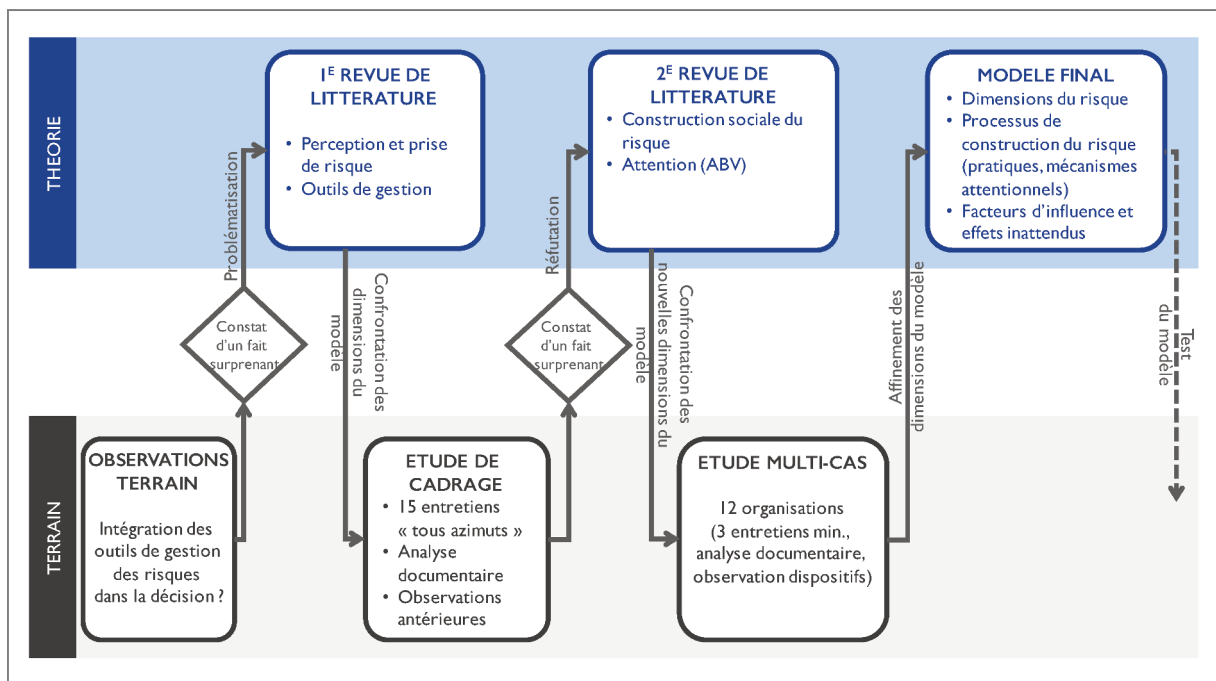 THEORIE
1E REVUE DE
LITTERATURE
• Perception et prise
de risque
• Outils de gestion
2E REVUE DE
LITTERATURE
• Construction sociale du
risque
• Attention (ABV)
MODELE FINAL
• Dimensions du risque
• Processus de
construction du risque
(pratiques, mécanismes
attentionnels)
• Facteurs d'influence et
effets inattendus
Problématisation
Constat
d'un fait
surprenant
Confrontation des
dimensions du
modèle
Réfutation
Constat
d'un fait
surprenant
Confrontation des
nouvelles dimensions du
modèle
Affinement des
dimensions du modèle
Test
du modèle
TERRAIN
OBSERVATIONS
TERRAIN
Intégration des
outils de gestion
des risques
dans la décision ?
ETUDE DE
CADRAGE
• 15 entretiens
« tous azimuts »
• Analyse
documentaire
• Observations
antérieures
ETUDE MULTI-CAS
12 organisations
(3 entretiens min.,
analyse documentaire,
observation dispositifs)